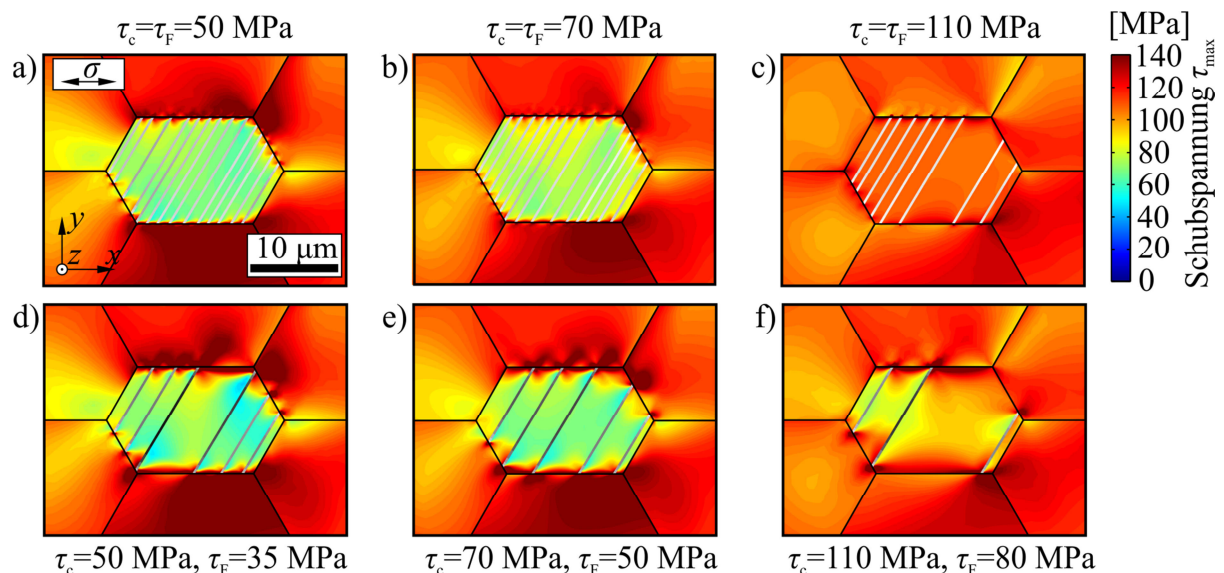 τc=τF=50 MPa
τc=τF=70 MPa
τc=τF=110 MPa
[MPa]
a)
σ
b)
c)
140
120
100
80
60
40
20
0
Schubspannung τmax
y
z
x
10 µm
d)
e)
f)
τc=50 MPa, τF=35 MPa
τc=70 MPa, τF=50 MPa
τc=110 MPa, τF=80 MPa